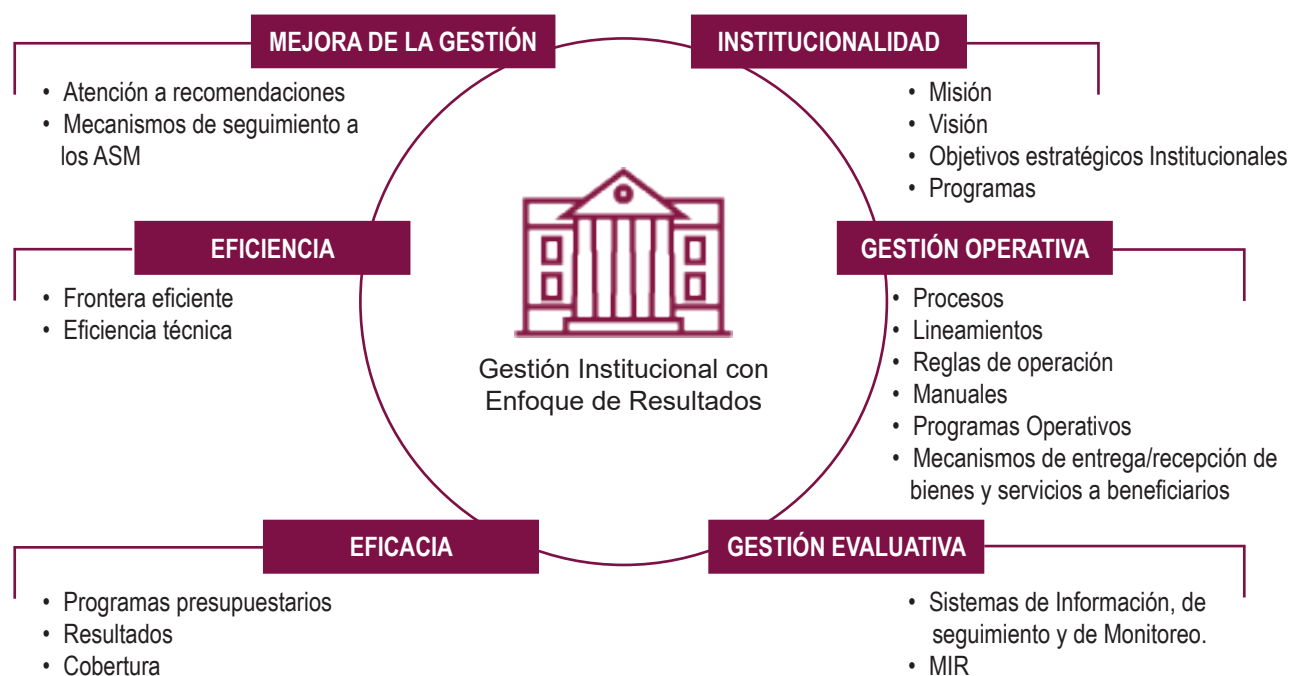 MEJORA DE LA GESTIÓN
• Atención a recomendaciones
• Mecanismos de seguimiento a
los ASM
INSTITUCIONALIDAD
• Misión
• Visión
• Objetivos estratégicos Institucionales
• Programas
EFICIENCIA
• Frontera eficiente
• Eficiencia técnica
Gestión Institucional con
Enfoque de Resultados
GESTIÓN OPERATIVA
• Procesos
• Lineamientos
• Reglas de operación
• Manuales
• Programas Operativos
• Mecanismos de entrega/recepción de
bienes y servicios a beneficiarios
EFICACIA
• Programas presupuestarios
• Resultados
• Cobertura
GESTIÓN EVALUATIVA
• Sistemas de Información, de
seguimiento y de Monitoreo.
• MIR